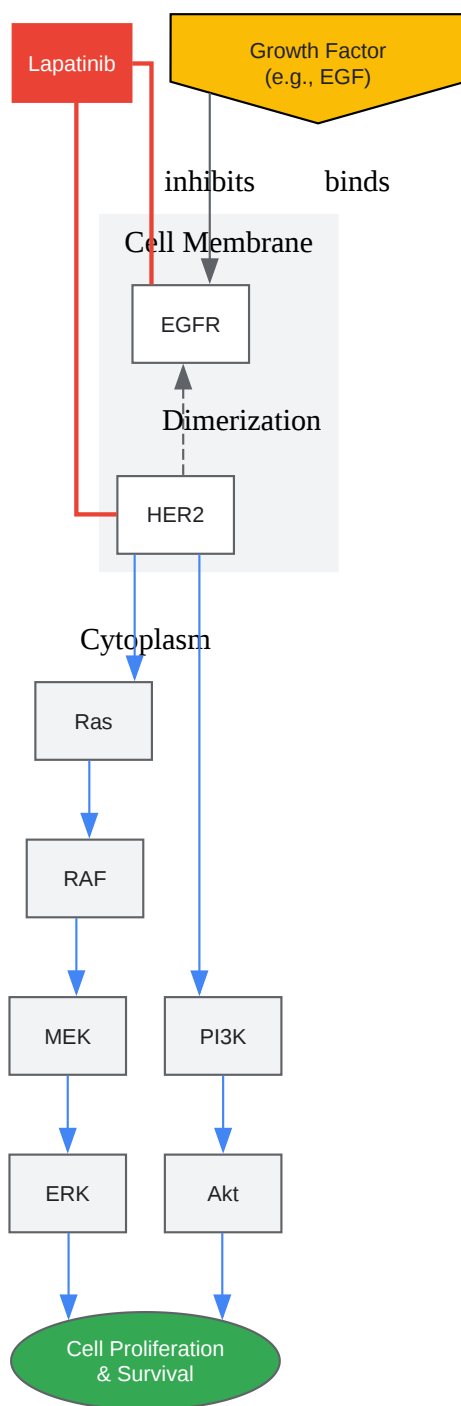 Lapatinib
Growth Factor
(e.g., EGF)
inhibits
binds
Cell Membrane
EGFR
Dimerization
HER2
Cytoplasm
Ras
RAF
MEK
PI3K
ERK
Akt
Cell Proliferation
& Survival